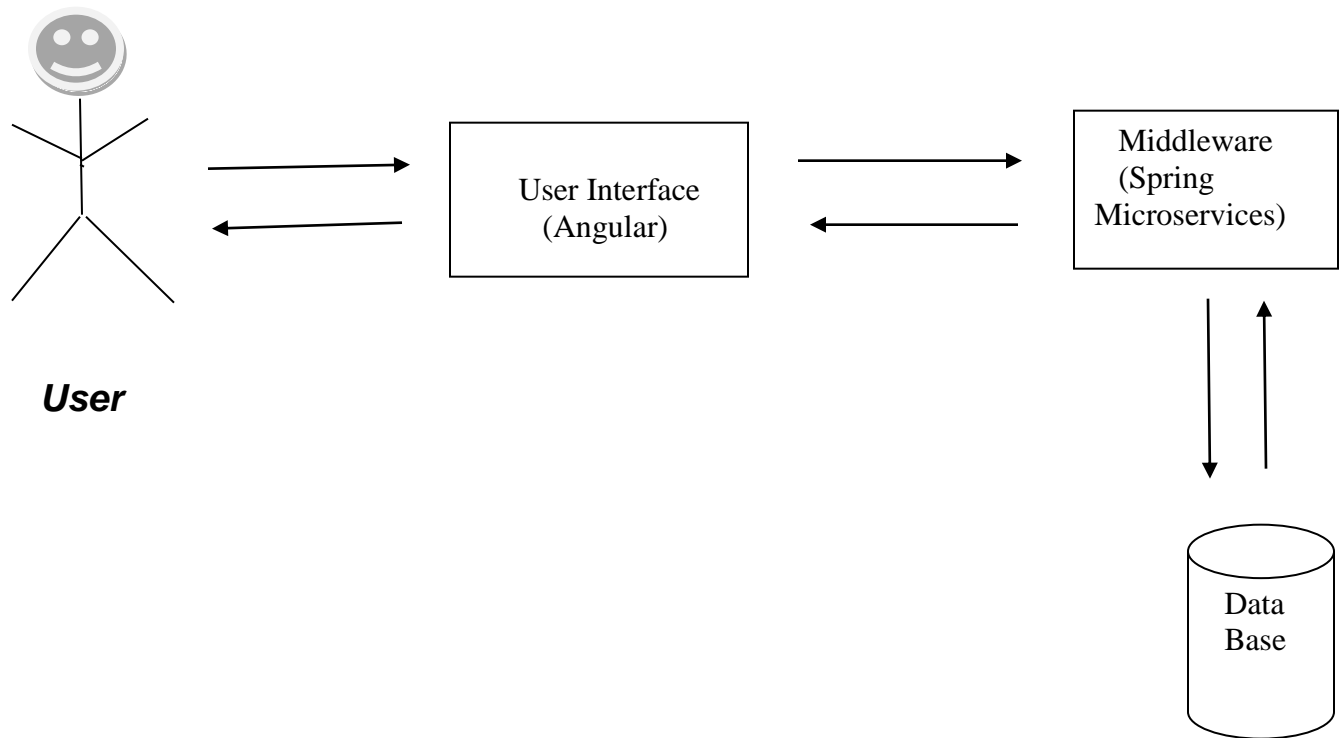 User Interface
(Angular)
Middleware
(Spring
Microservices)
User
Data
Base